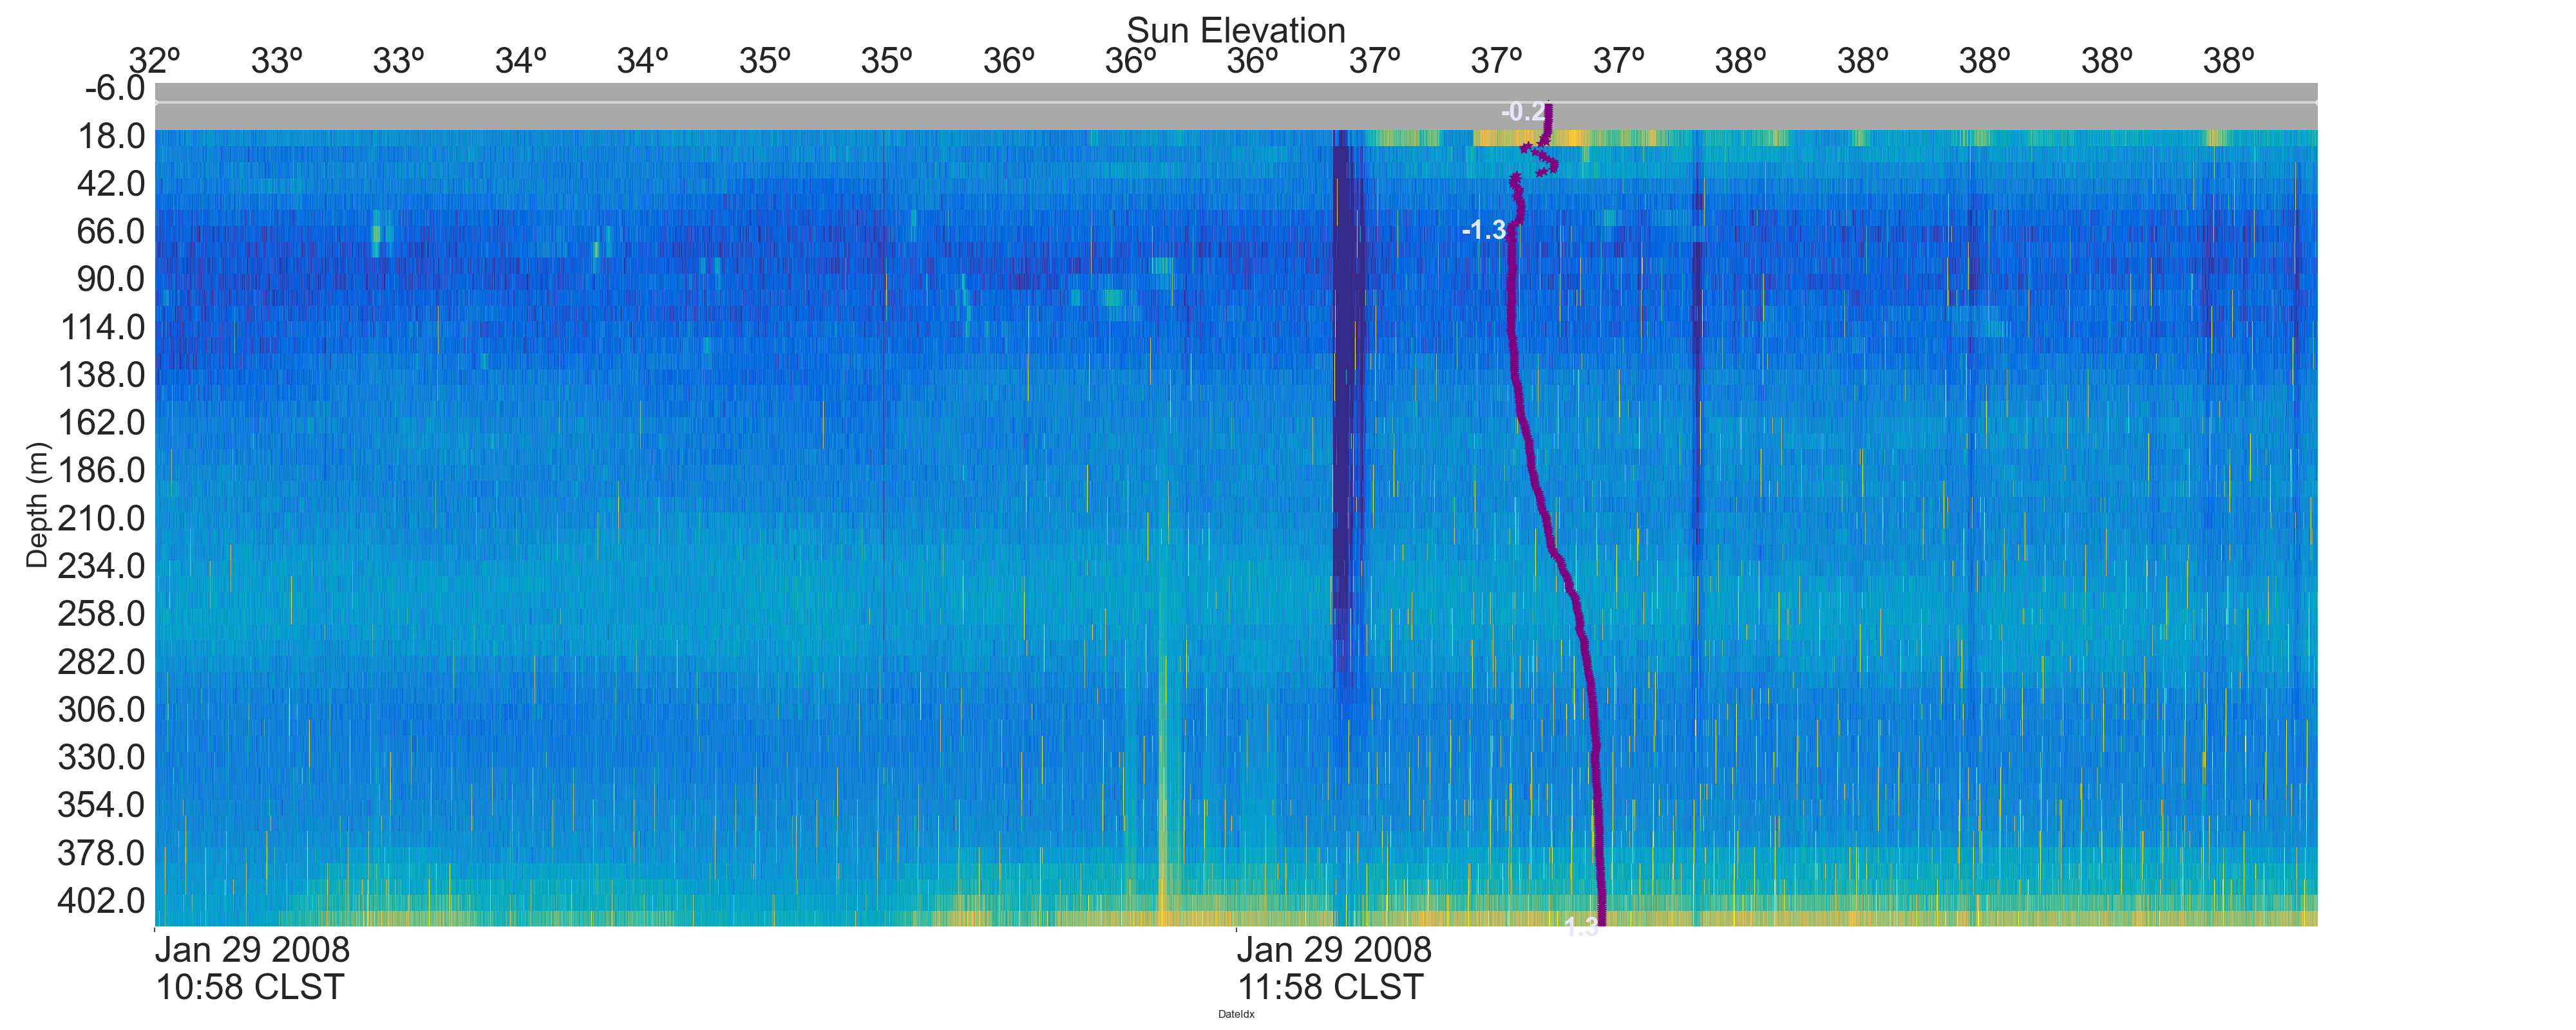 Sun Elevation
32º 33º 33º 34º 34º 35º 35º 36º 36º 36º 37º 37º 37º 38º 38º 38º 38º 38º
-6.0
18.0
42.0
66.0
90.0
114.0
138.0
162.0
186.0
210.0
234.0
258.0
282.0
306.0
330.0
354.0
378.0
402.0
Depth (m)
-0.2
-1.3
1.3
Jan 29 2008
10:58 CLST
Jan 29 2008
11:58 CLST
DateIdx